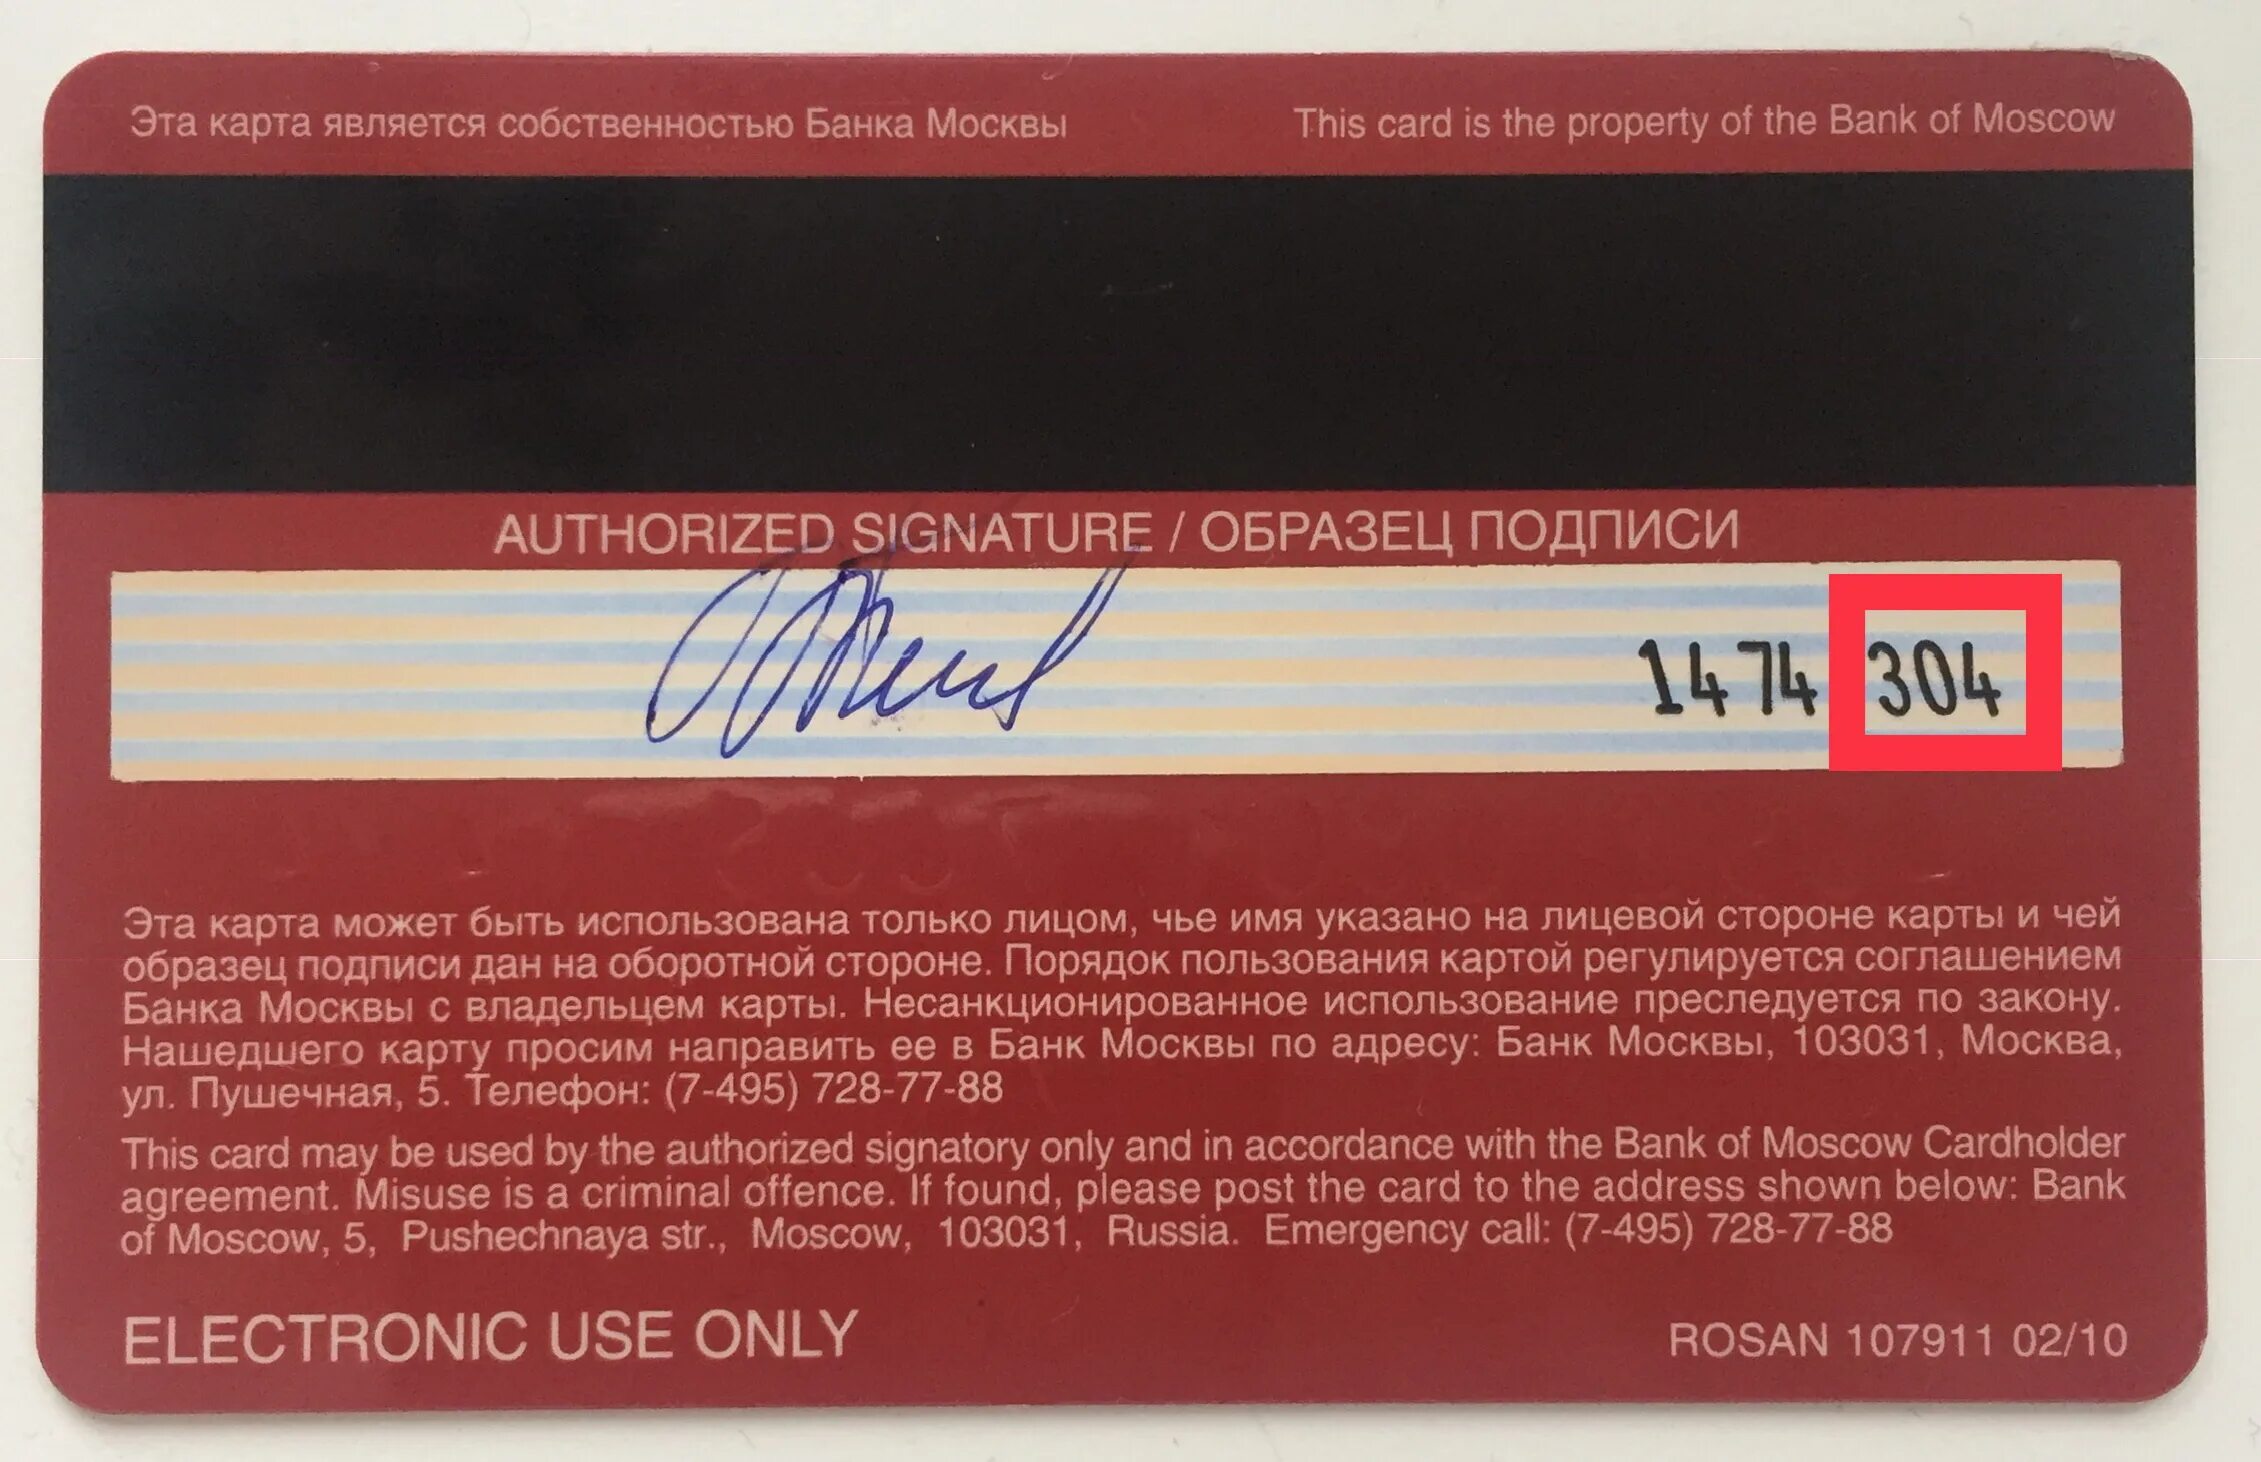 Эта карта является собственностью Банка Москвы This card is the property of the Bank of Moscow
AUTHORIZED SIGNATURE / ОБРАЗЕЦ ПОДПИСИ
1474 304
Эта карта может быть использована только лицом, чье имя указано на лицевой стороне карты и чей
образец подписи дан на оборотной стороне. Порядок пользования картой регулируется соглашением
Банка Москвы с владельцем карты. Несанкционированное использование преследуется по закону.
Нашедшего карту просим направить ее в Банк Москвы по адресу: Банк Москвы, 103031, Москва,
ул. Пушечная, 5. Телефон: (7-495) 728-77-88
This card may be used by the authorized signatory only and in accordance with the Bank of Moscow Cardholder
agreement. Misuse is a criminal offence. If found, please post the card to the address shown below: Bank
of Moscow, 5, Pushechnaya str., Moscow, 103031, Russia. Emergency call: (7-495) 728-77-88
ELECTRONIC USE ONLY ROSAN 107911 02/10